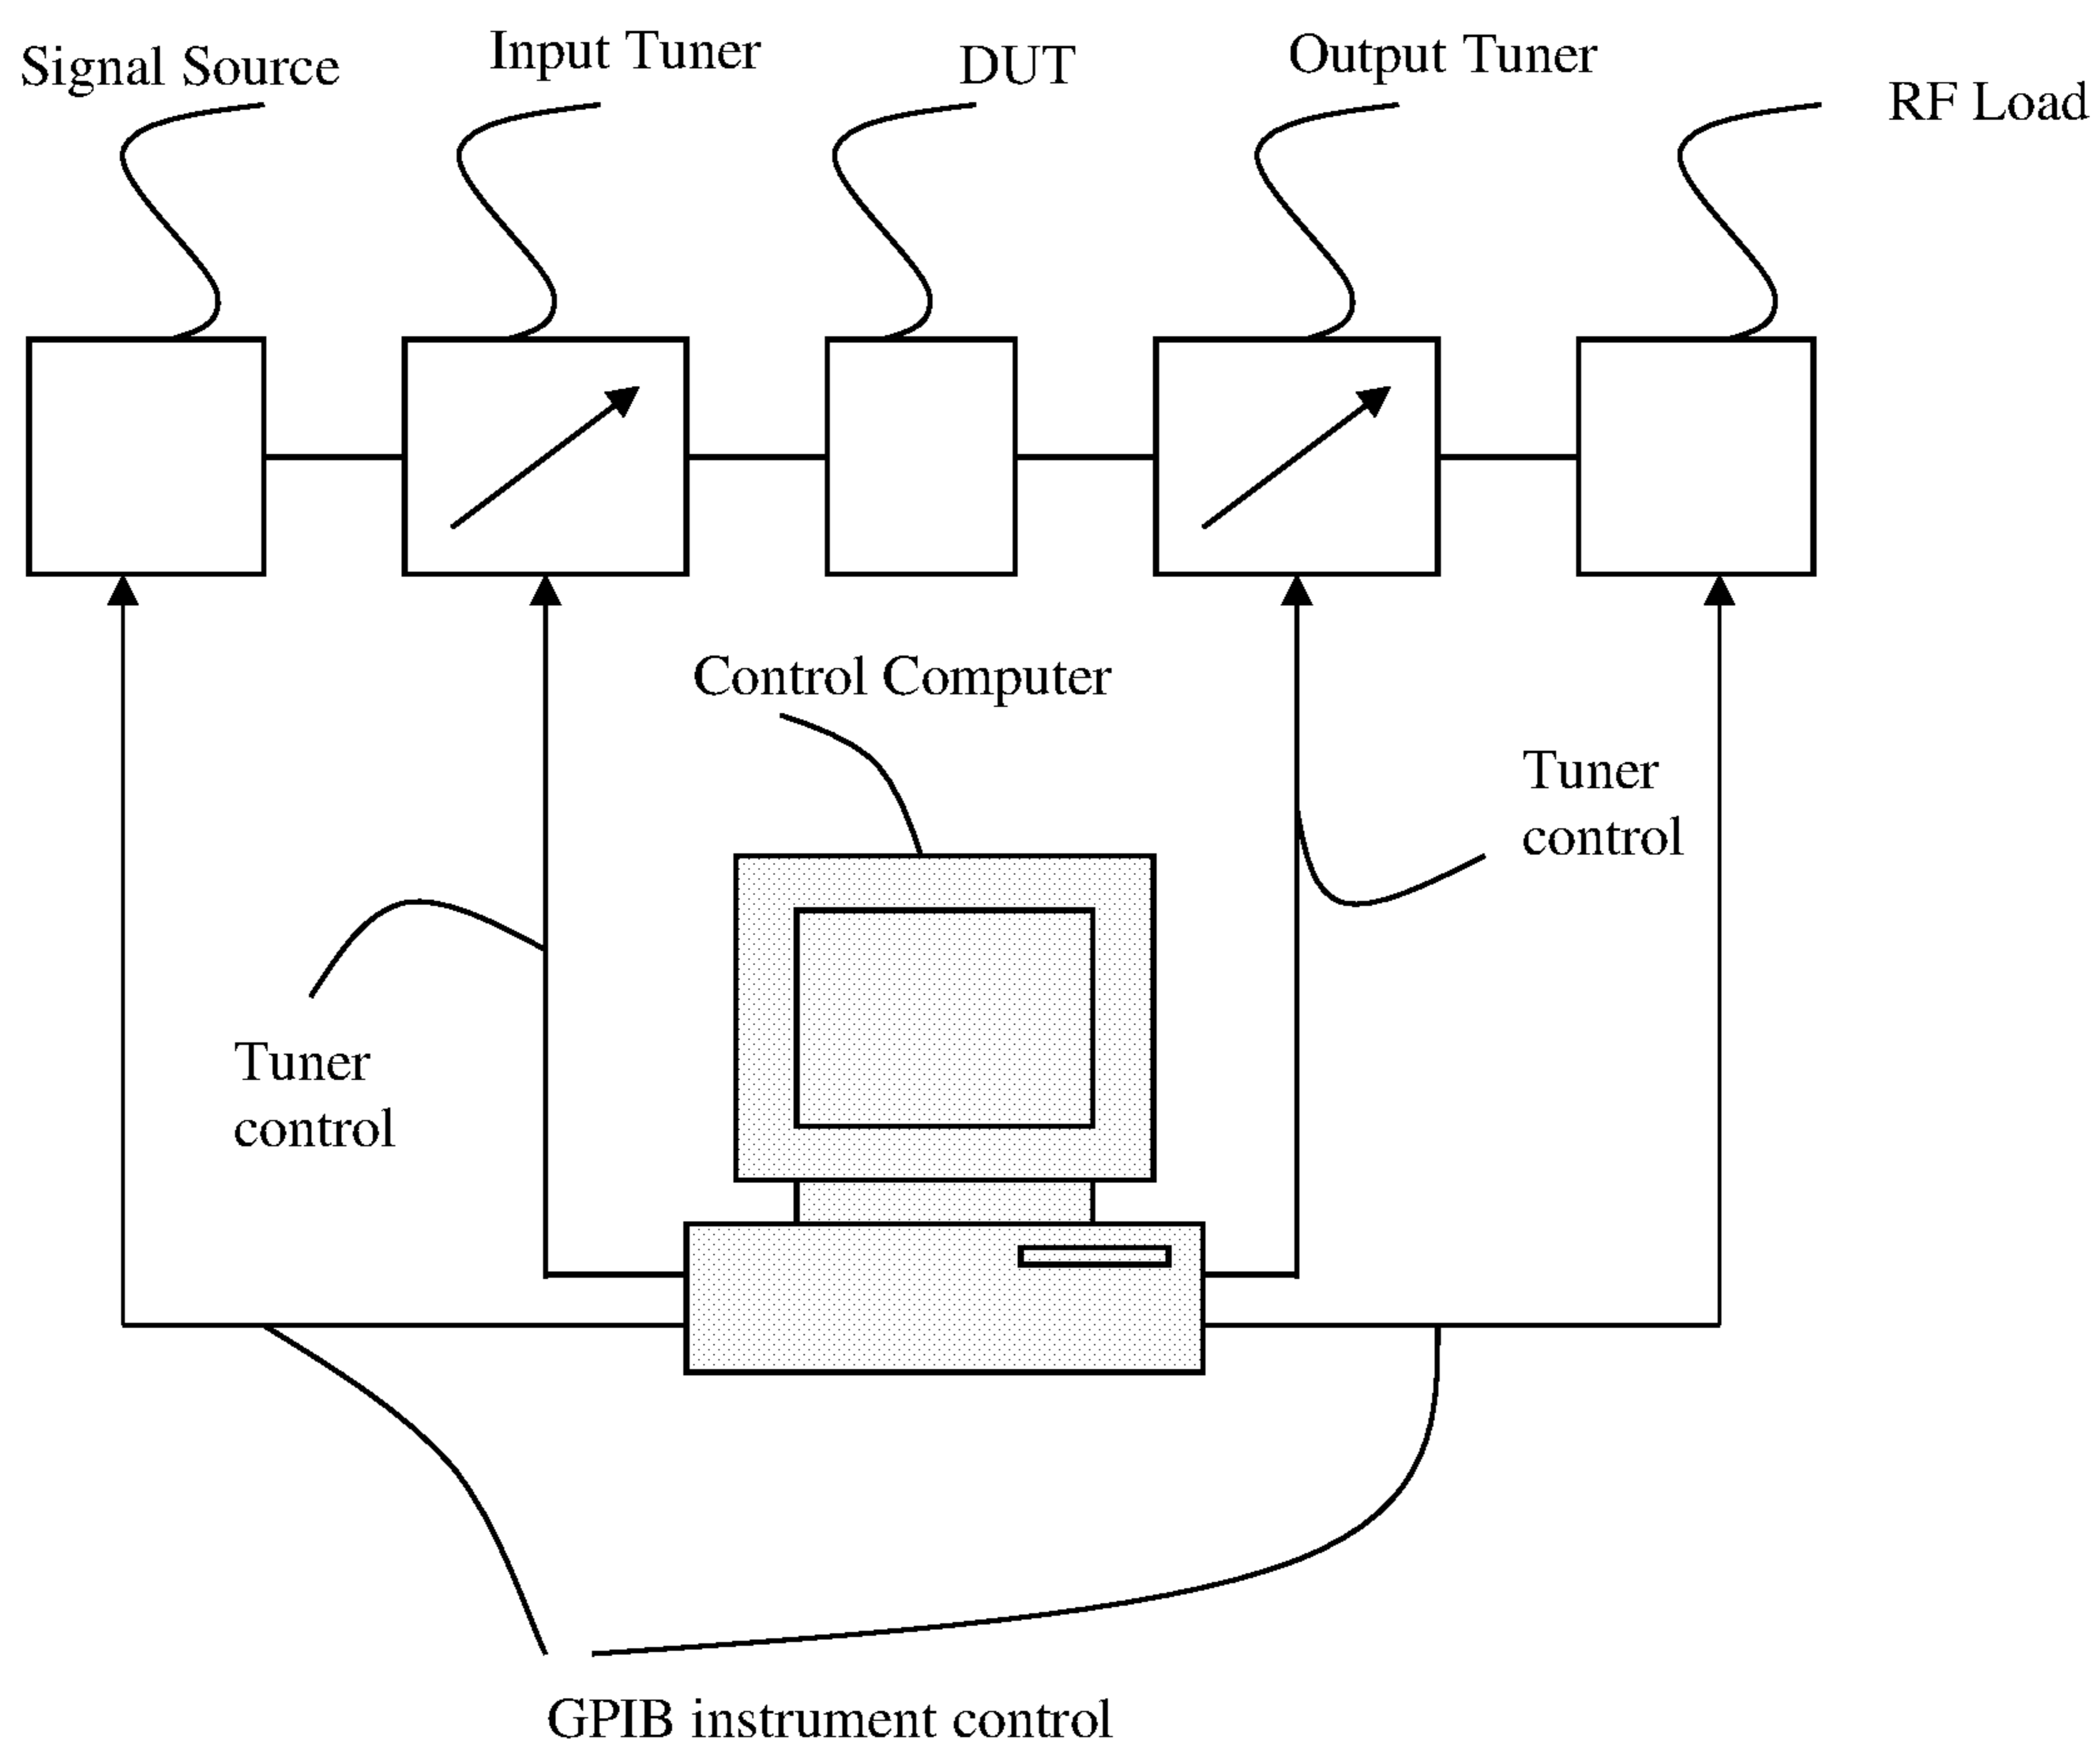 Signal Source
Input Tuner
DUT
Output Tuner
RF Load
Control Computer
Tuner
control
Tuner
control
GPIB instrument control